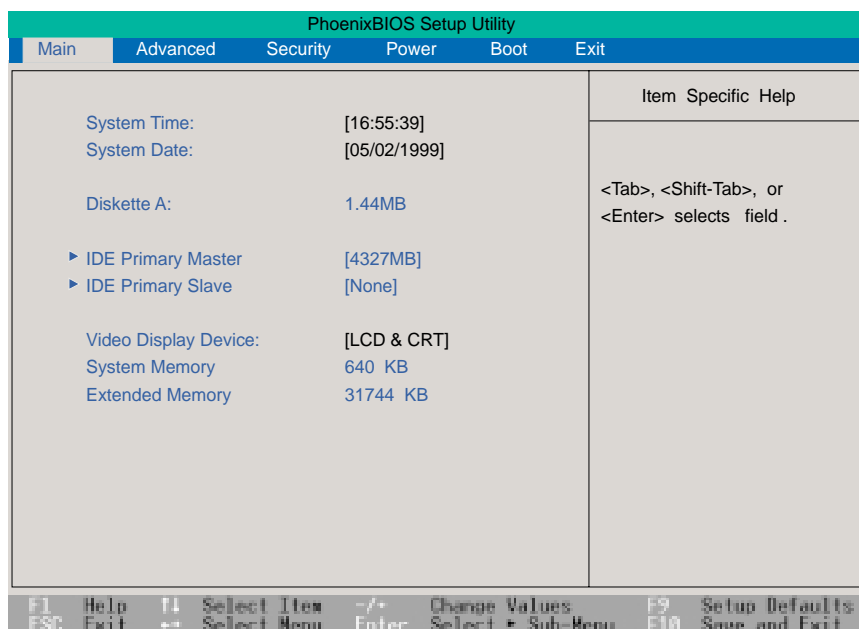 PhoenixBIOS Setup Utility
Main Advanced Security Power Boot Exit
Item Specific Help
System Time: [16:55:39]
System Date: [05/02/1999]
<Tab>, <Shift-Tab>, or
<Enter> selects field .
Diskette A: 1.44MB
IDE Primary Master [4327MB]
IDE Primary Slave [None]
Video Display Device: [LCD & CRT]
System Memory 640 KB
Extended Memory 31744 KB
F1 Help ↑↓ Select Item -/+ Change Values F9 Setup Defaults
ESC Exit ←→ Select Menu Enter Select ▸ Sub-Menu F10 Save and Exit